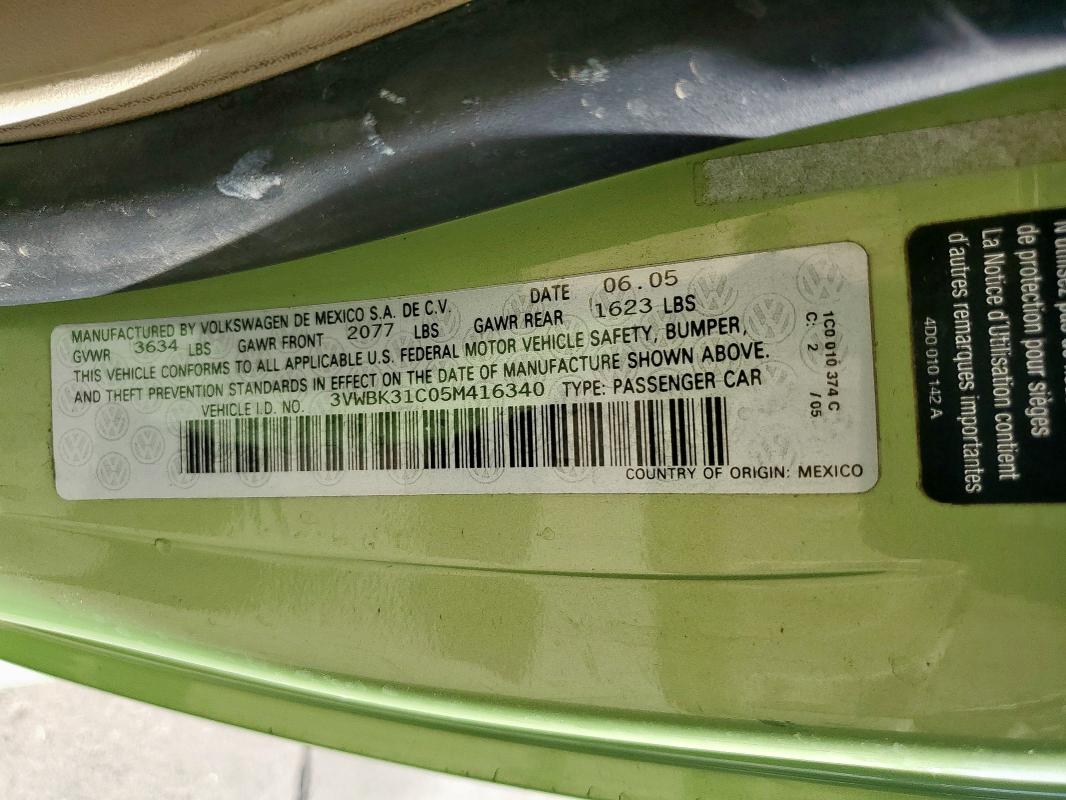 MANUFACTURED BY VOLKSWAGEN DE MEXICO S.A. DE C.V. DATE 06.05
GVWR 3634 LBS GAWR FRONT 2077 LBS GAWR REAR 1623 LBS
THIS VEHICLE CONFORMS TO ALL APPLICABLE U.S. FEDERAL MOTOR VEHICLE SAFETY, BUMPER,
AND THEFT PREVENTION STANDARDS IN EFFECT ON THE DATE OF MANUFACTURE SHOWN ABOVE.
VEHICLE I.D. NO. 3VWBK31C05M416340 TYPE: PASSENGER CAR
COUNTRY OF ORIGIN: MEXICO
1C0 010 374 C
C: 2 /05
de protection pour sièges
La Notice d'Utilisation contient
d'autres remarques importantes
4D0 010 142 A